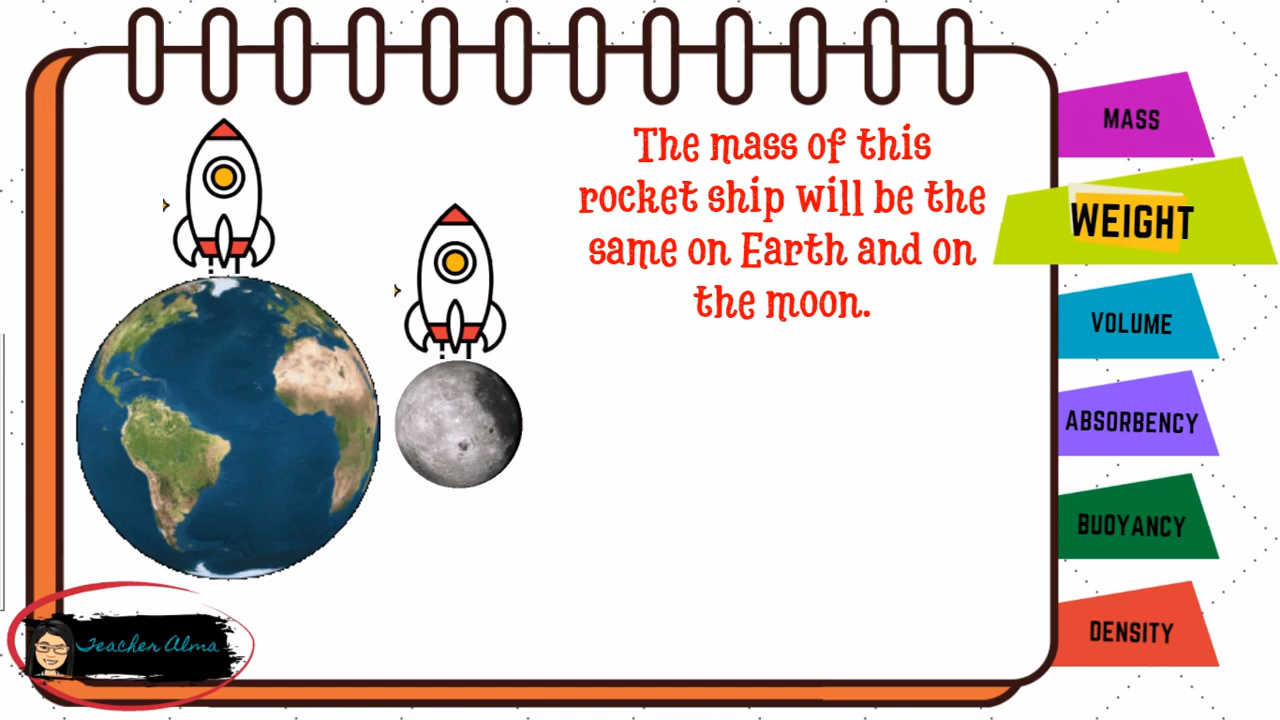 The mass of this
rocket ship will be the
same on Earth and on
the moon.
MASS
WEIGHT
VOLUME
ABSORBENCY
BUOYANCY
DENSITY
Teacher Alma